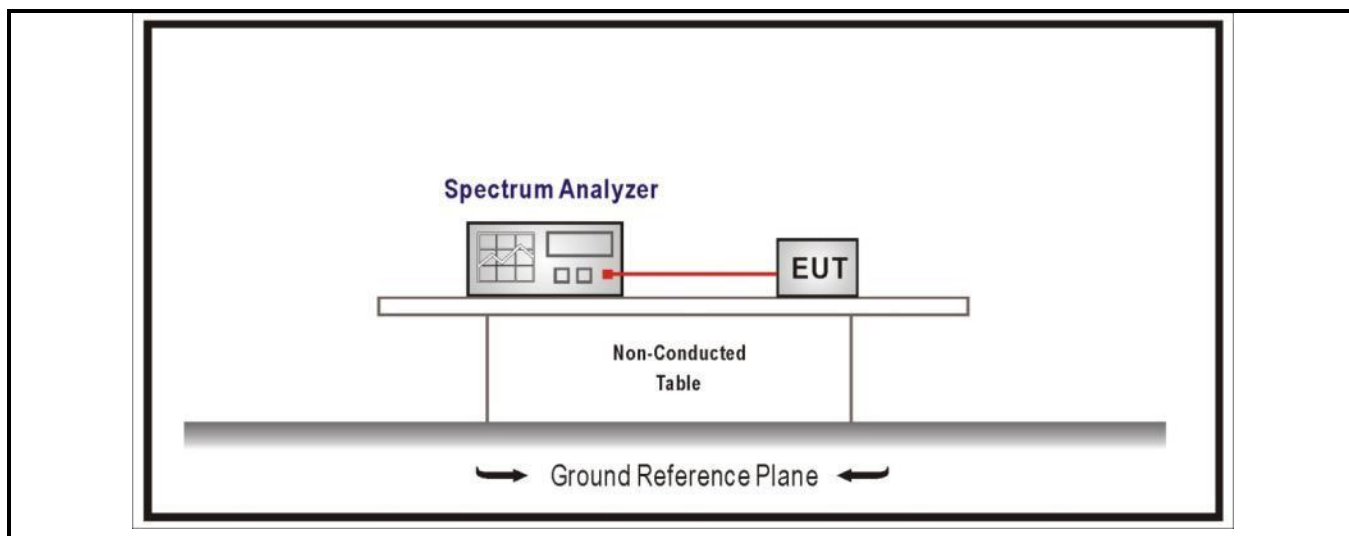 Spectrum Analyzer
EUT
Non-Conducted
Table
Ground Reference Plane